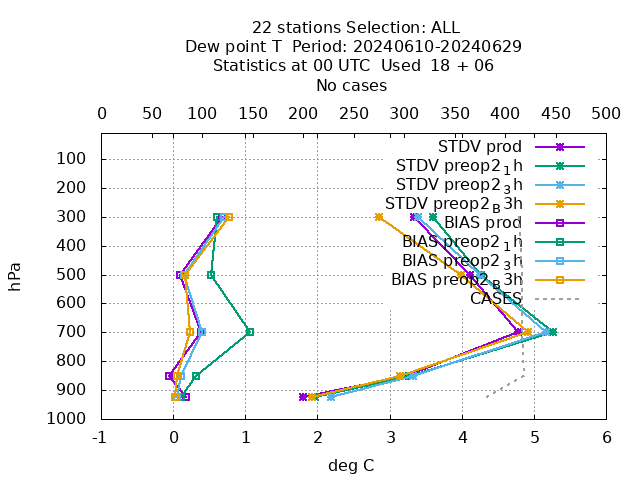 22 stations Selection: ALL
Dew point T  Period: 20240610-20240629
Statistics at 00 UTC  Used  18 + 06
No cases
0 50 100 150 200 250 300 350 400 450 500
STDV prod
STDV preop2₁h
STDV preop2₃h
STDV preop2_B3h
BIAS prod
BIAS preop2₁h
BIAS preop2₃h
BIAS preop2_B3h
CASES
100
200
300
400
500
600
700
800
900
1000
hPa
-1 0 1 2 3 4 5 6
deg C